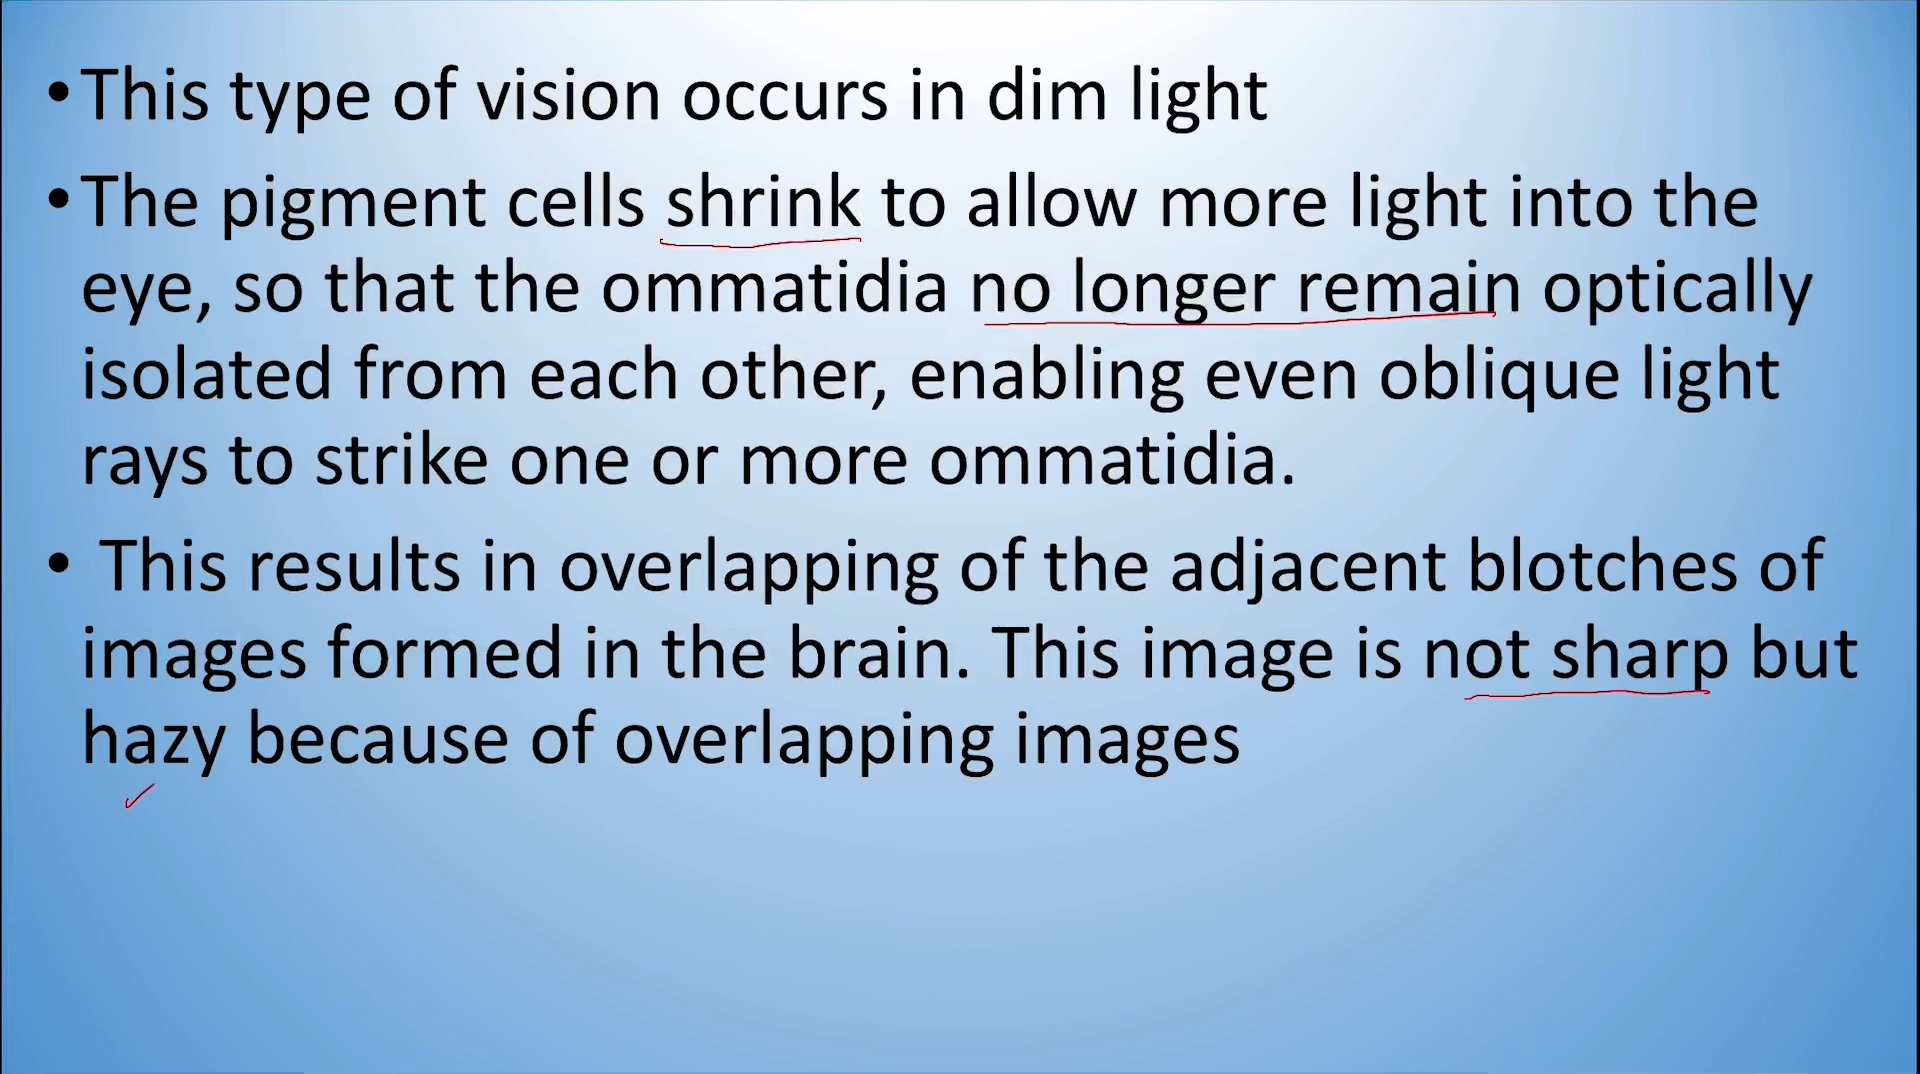 •This type of vision occurs in dim light
•The pigment cells shrink to allow more light into the
eye, so that the ommatidia no longer remain optically
isolated from each other, enabling even oblique light
rays to strike one or more ommatidia.
• This results in overlapping of the adjacent blotches of
images formed in the brain. This image is not sharp but
hazy because of overlapping images